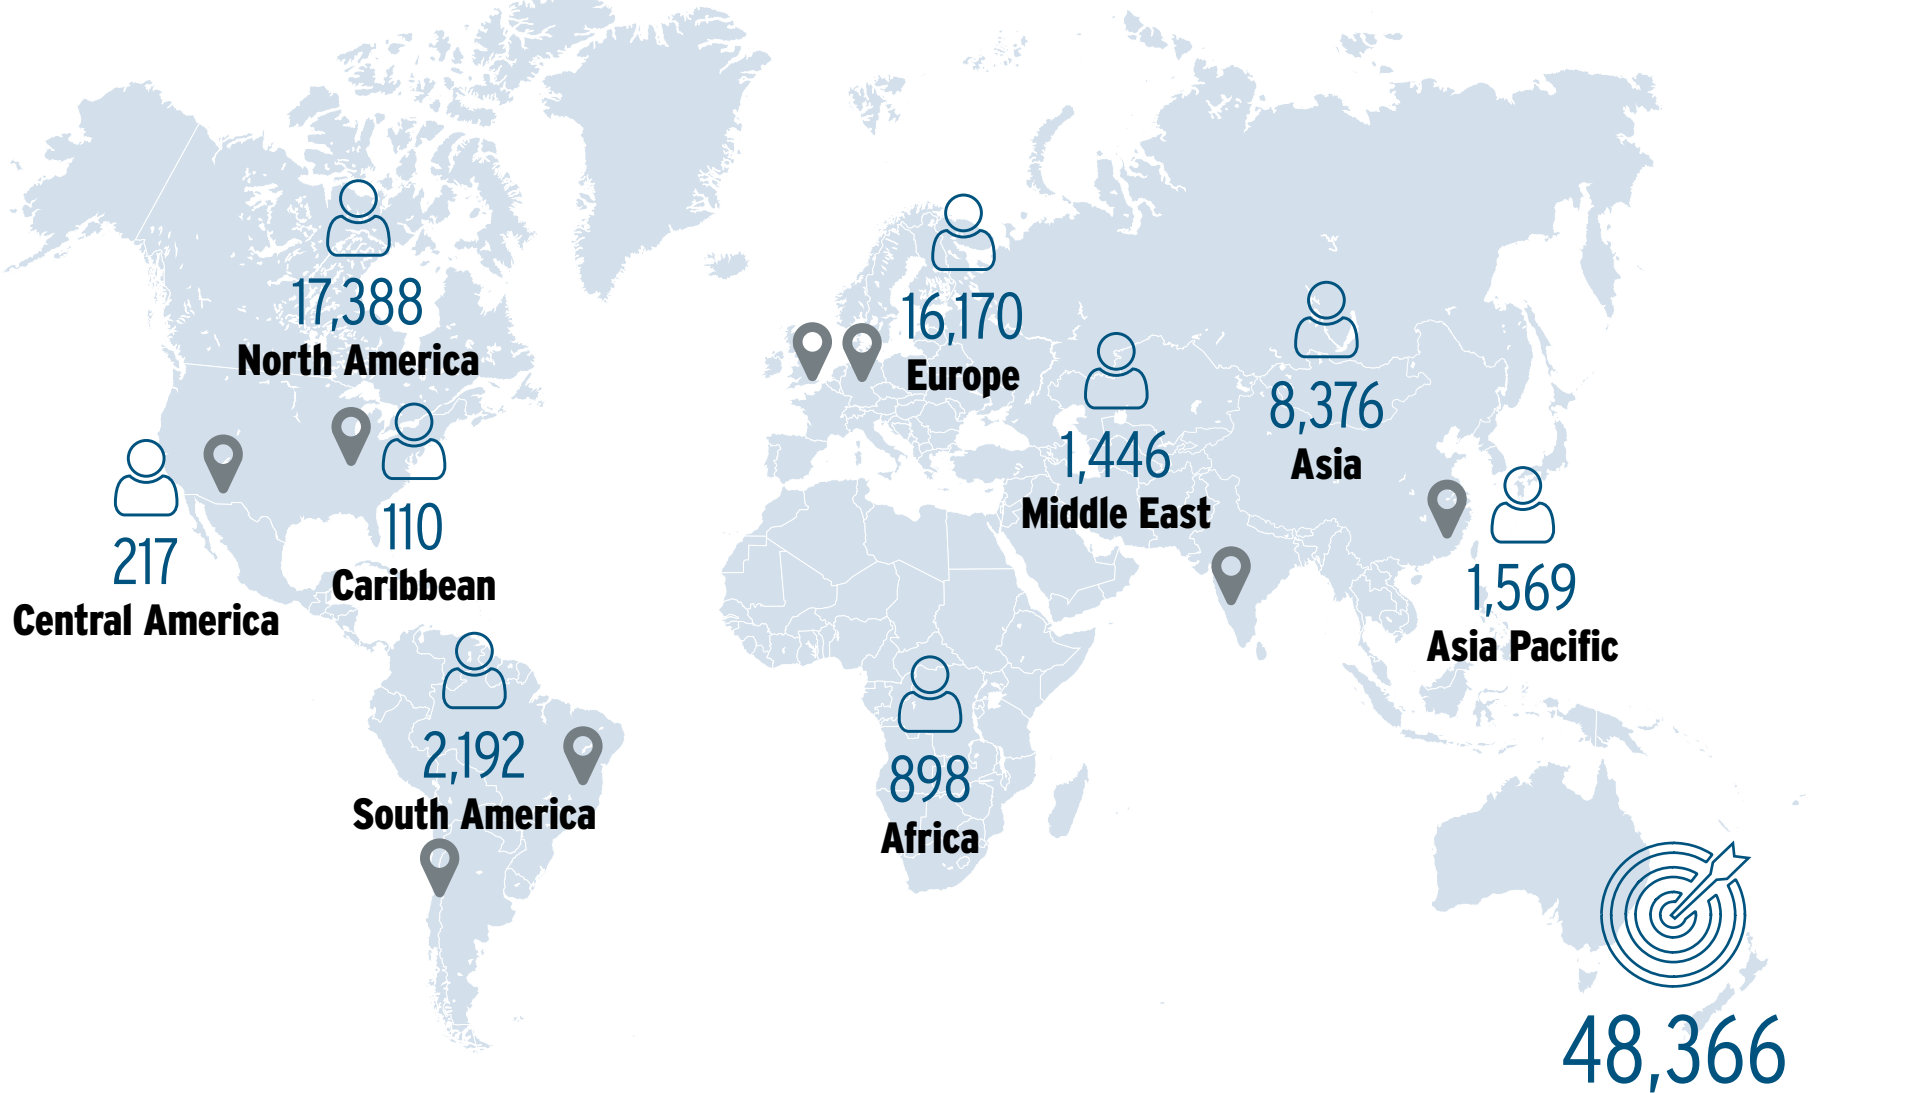 17,388
North America
16,170
Europe
8,376
Asia
1,446
Middle East
217
Central America
110
Caribbean
1,569
Asia Pacific
2,192
South America
898
Africa
48,366